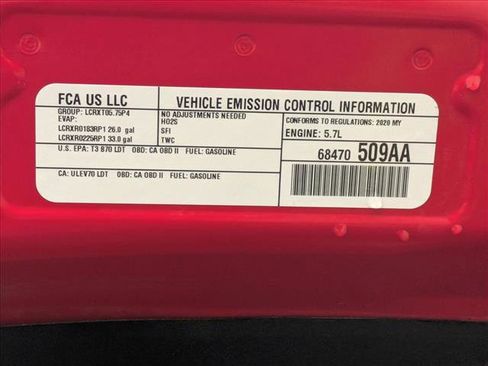 FCA US LLC
VEHICLE EMISSION CONTROL INFORMATION
GROUP: LCRXT05.75P4
EVAP:
LCRXR0183RP1 26.0 gal
LCRXR0225RP1 33.0 gal
NO ADJUSTMENTS NEEDED
HO2S
SFI
TWC
CONFORMS TO REGULATIONS: 2020 MY
ENGINE: 5.7L
U.S. EPA: T3 B70 LDT OBD: CA OBD II FUEL: GASOLINE
CA: ULEV70 LDT OBD: CA OBD II FUEL: GASOLINE
68470 509AA